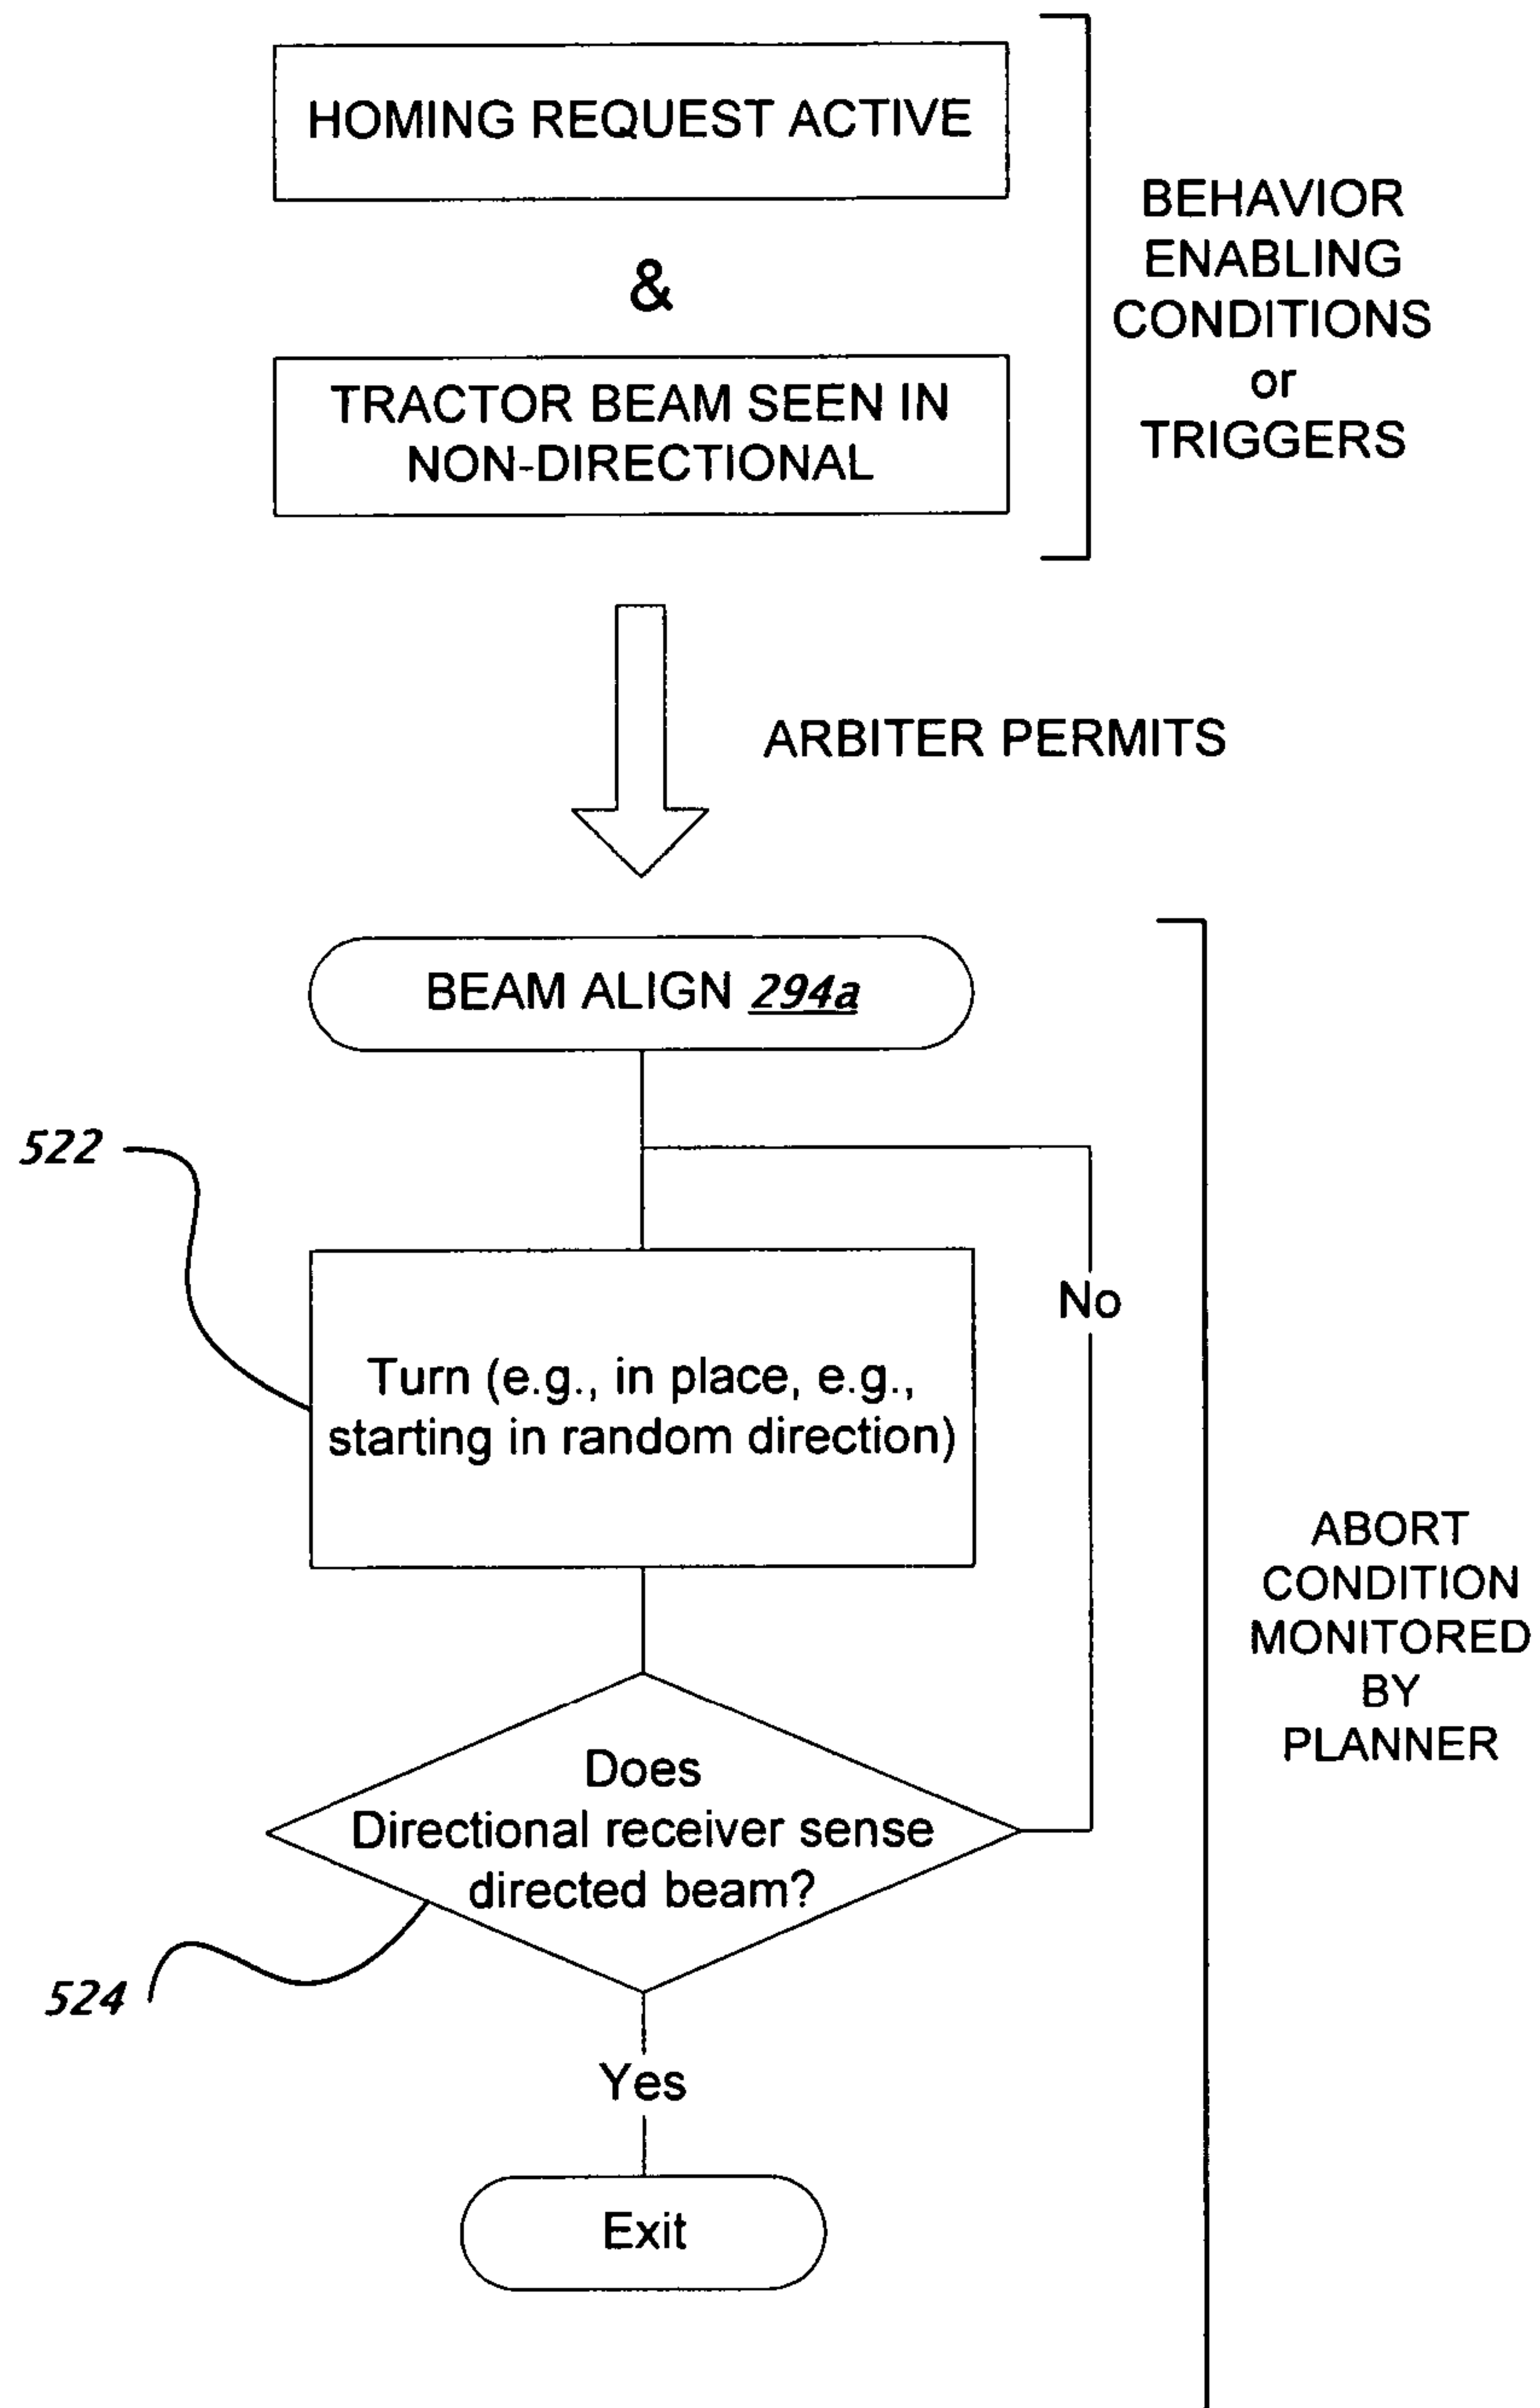 HOMING REQUEST ACTIVE
&
TRACTOR BEAM SEEN IN
NON-DIRECTIONAL
BEHAVIOR
ENABLING
CONDITIONS
or
TRIGGERS
ARBITER PERMITS
BEAM ALIGN 294a
522
No
Turn (e.g., in place, e.g.,
starting in random direction)
ABORT
CONDITION
MONITORED
BY
PLANNER
Does
Directional receiver sense
directed beam?
524
Yes
Exit